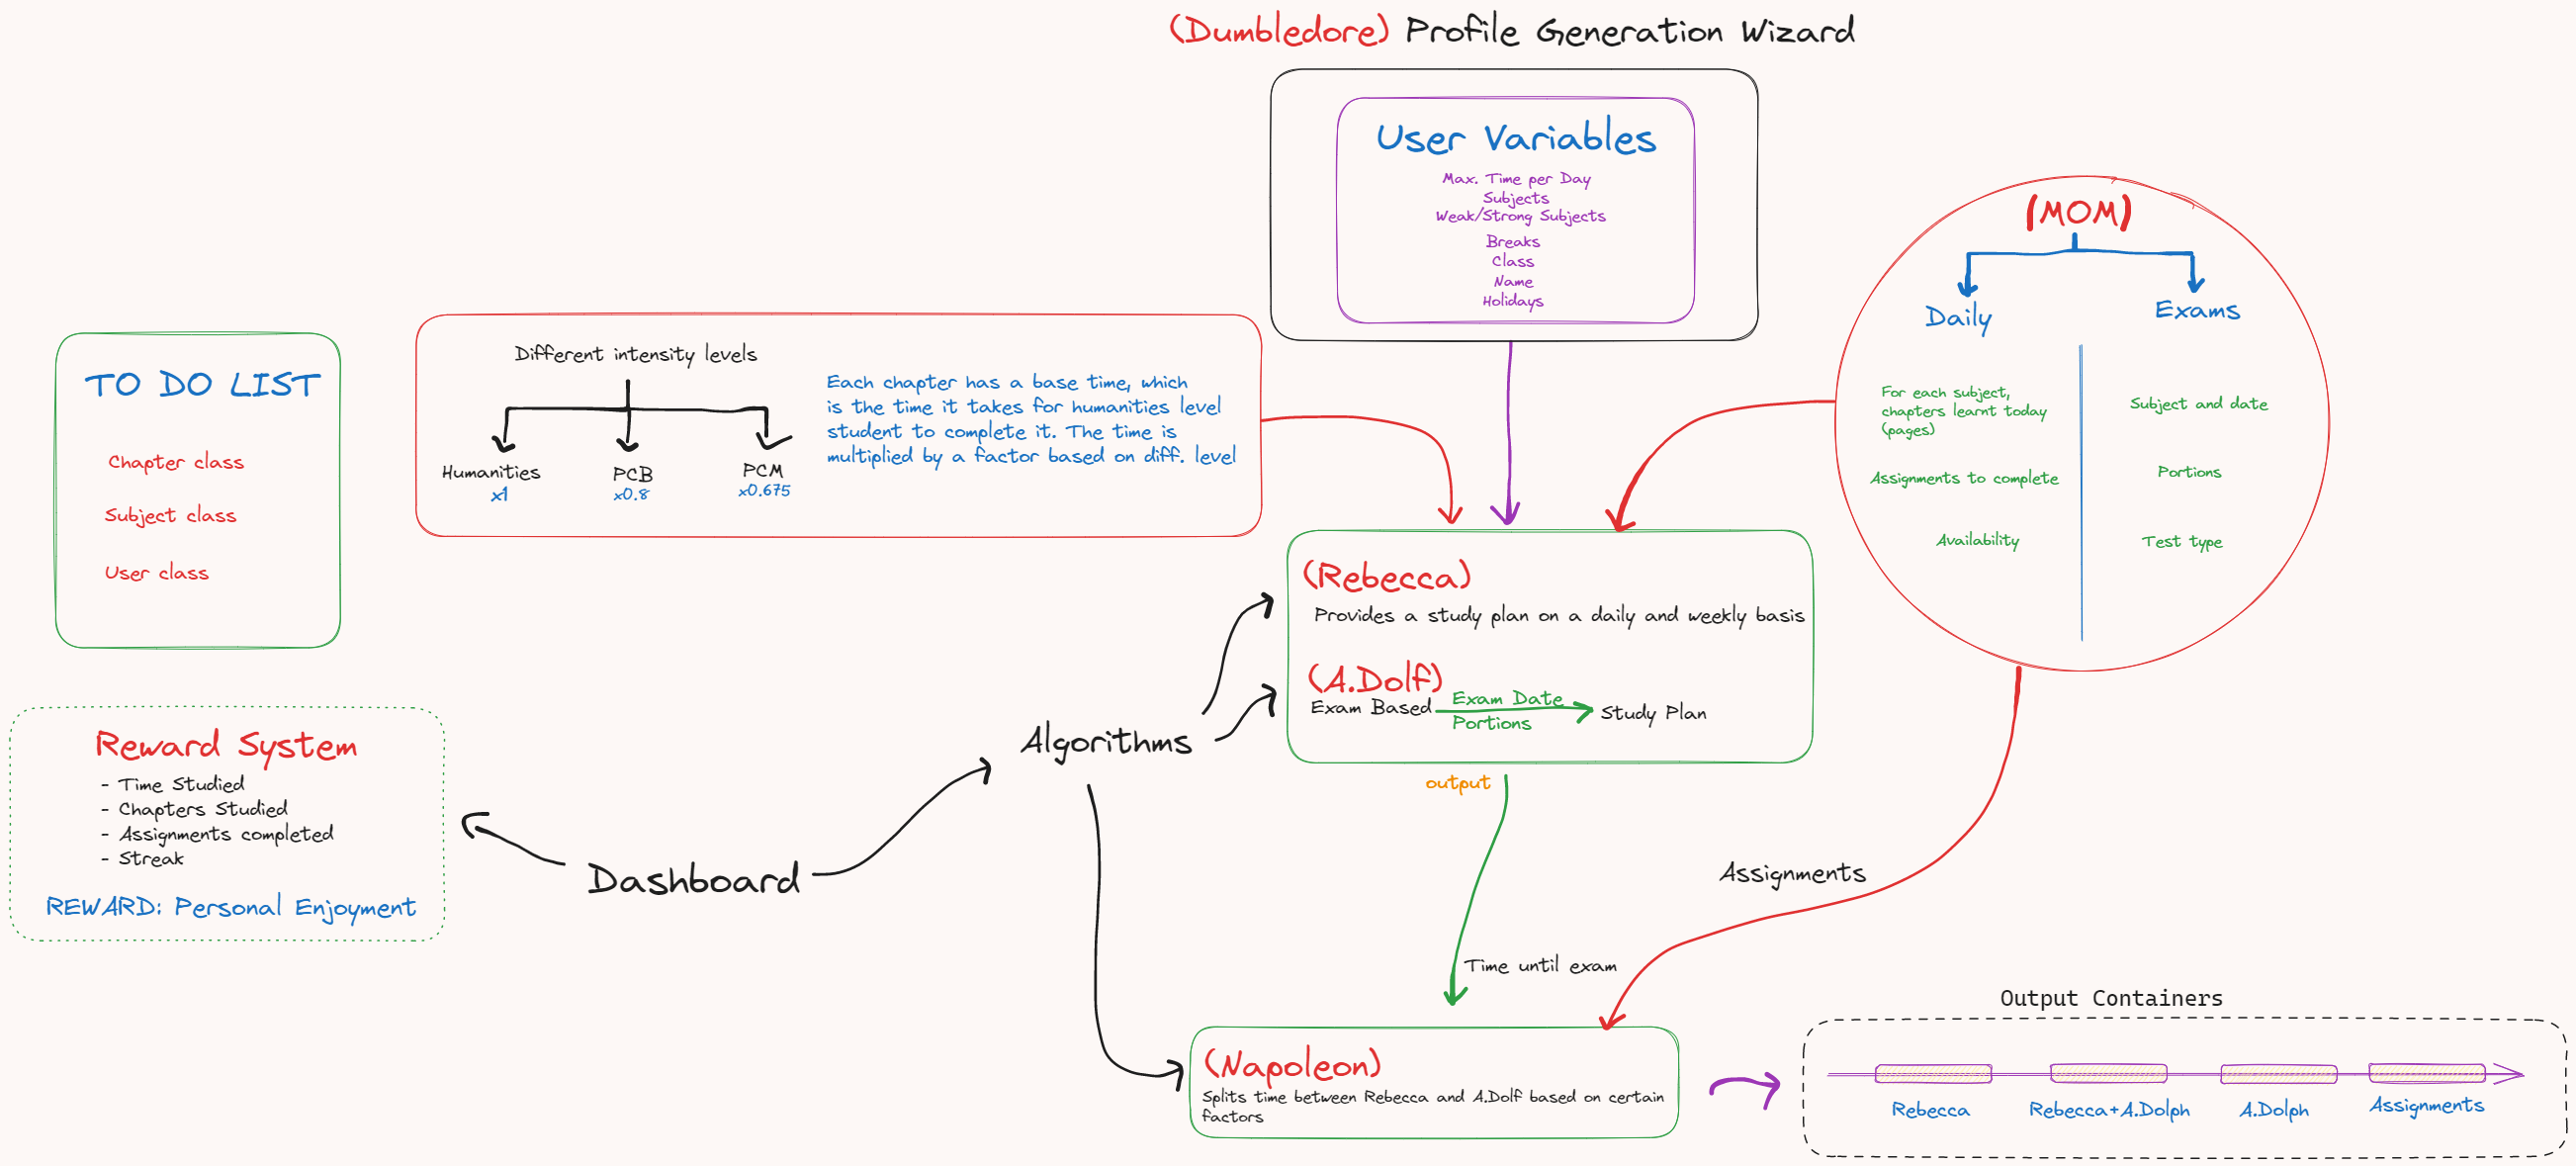 (Dumbledore) Profile Generation Wizard
User Variables
Max. Time per Day
Subjects
Weak/Strong Subjects
Breaks
Class
Name
Holidays
(MOM)
Daily
For each subject,
chapters learnt today
(pages)
Assignments to complete
Availability
Exams
Subject and date
Portions
Test type
Different intensity levels
Humanities
x1
PCB
x0.8
PCM
x0.675
Each chapter has a base time, which
is the time it takes for humanities level
student to complete it. The time is
multiplied by a factor based on diff. level
TO DO LIST
Chapter class
Subject class
User class
(Rebecca)
Provides a study plan on a daily and weekly basis
(A.Dolf)
Exam Based
Exam Date
Portions
Study Plan
Reward System
- Time Studied
- Chapters Studied
- Assignments completed
- Streak
REWARD: Personal Enjoyment
Dashboard
Algorithms
output
Time until exam
Assignments
(Napoleon)
Splits time between Rebecca and A.Dolf based on certain
factors
Output Containers
Rebecca
Rebecca+A.Dolph
A.Dolph
Assignments